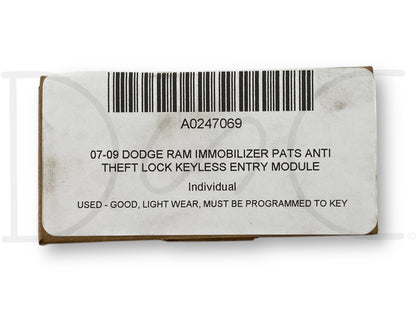 A0247069
07-09 DODGE RAM IMMOBILIZER PATS ANTI
THEFT LOCK KEYLESS ENTRY MODULE
Individual
USED - GOOD, LIGHT WEAR, MUST BE PROGRAMMED TO KEY